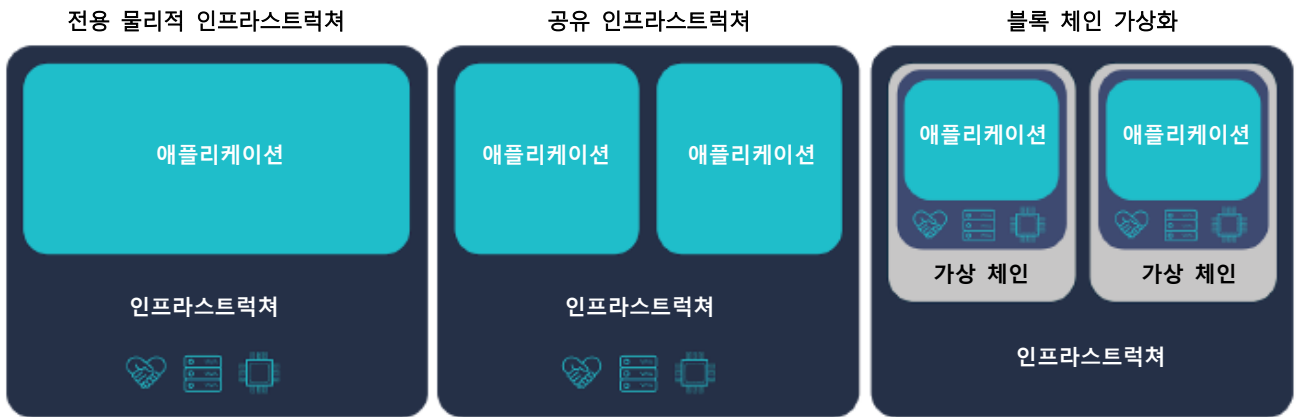 전용 물리적 인프라스트럭쳐
애플리케이션
인프라스트럭쳐
공유 인프라스트럭쳐
애플리케이션
애플리케이션
인프라스트럭쳐
블록 체인 가상화
애플리케이션
가상 체인
애플리케이션
가상 체인
인프라스트럭쳐